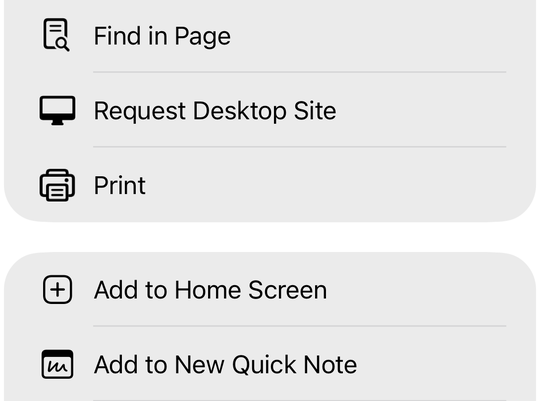 Find in Page
Request Desktop Site
Print
Add to Home Screen
Add to New Quick Note